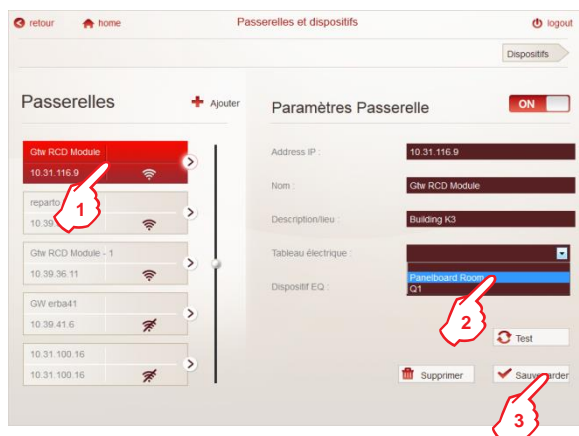 retour home Passerelles et dispositifs logout
Dispositifs
Passerelles Ajouter
Gtw RCD Module
10.31.116.9
1
reparto
10.39
Gtw RCD Module - 1
10.39.36.11
GW erba41
10.39.41.6
10.31.100.16
10.31.100.16
Paramètres Passerelle ON
Address IP : 10.31.116.9
Nom : Gtw RCD Module
Description/lieu : Building K3
Tableau électrique :
Panelboard Room
Dispositif EQ : Q1
2
Test
Supprimer Sauvegarder
3